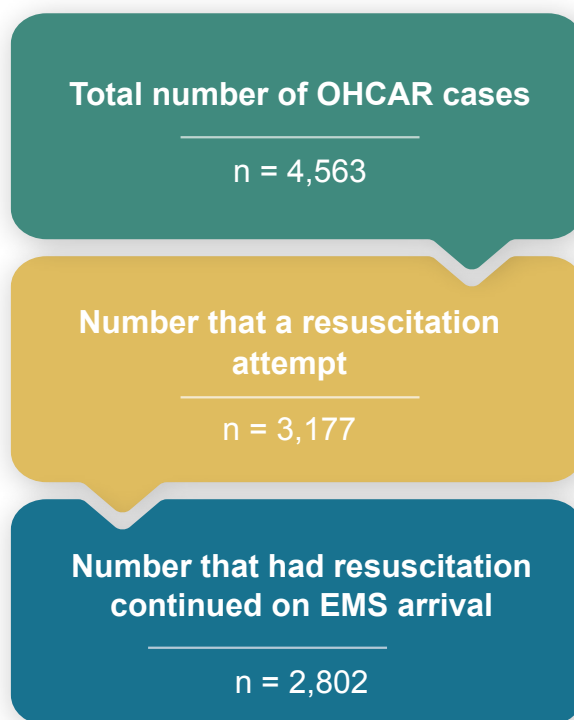 Total number of OHCAR cases
n = 4,563
Number that a resuscitation
attempt
n = 3,177
Number that had resuscitation
continued on EMS arrival
n = 2,802